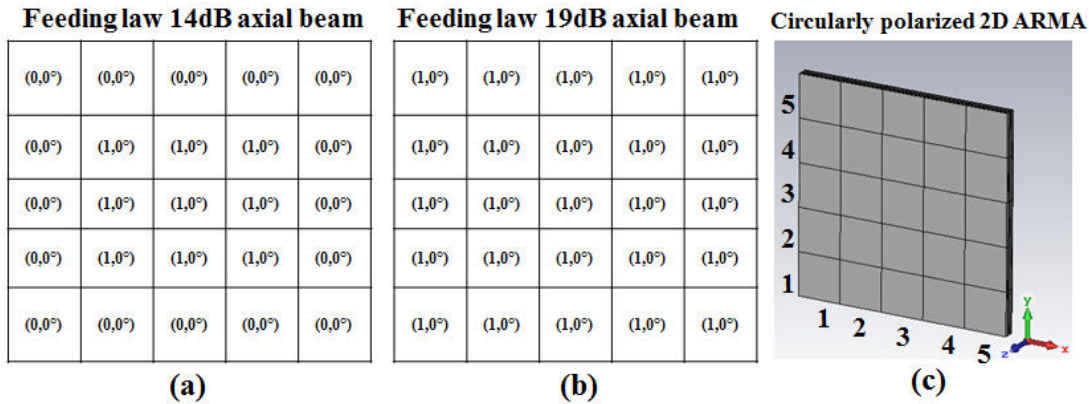 Feeding law 14dB axial beam
(0,0°) (0,0°) (0,0°) (0,0°) (0,0°)
(0,0°) (1,0°) (1,0°) (1,0°) (0,0°)
(0,0°) (1,0°) (1,0°) (1,0°) (0,0°)
(0,0°) (1,0°) (1,0°) (1,0°) (0,0°)
(0,0°) (0,0°) (0,0°) (0,0°) (0,0°)
(a)
Feeding law 19dB axial beam
(1,0°) (1,0°) (1,0°) (1,0°) (1,0°)
(1,0°) (1,0°) (1,0°) (1,0°) (1,0°)
(1,0°) (1,0°) (1,0°) (1,0°) (1,0°)
(1,0°) (1,0°) (1,0°) (1,0°) (1,0°)
(1,0°) (1,0°) (1,0°) (1,0°) (1,0°)
(b)
Circularly polarized 2D ARMA
5
4
3
2
1
1 2 3 4 5
y
z x
(c)